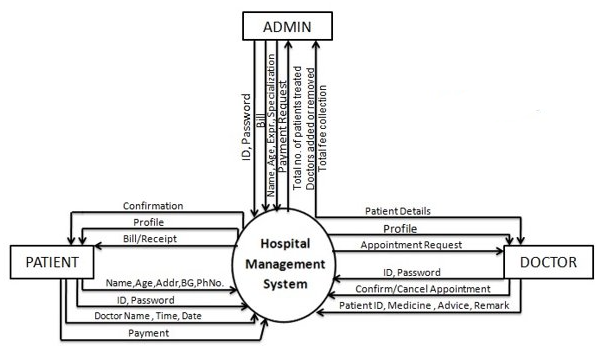 ADMIN
ID, Password
Bill
Name, Age, Expr., Specialization
Payment Request
Total no. of patients treated
Doctors added or removed
Total fee collection
Confirmation
Profile
Bill/Receipt
PATIENT
Name,Age,Addr,BG,PhNo.
ID, Password
Doctor Name , Time, Date
Payment
Hospital
Management
System
Patient Details
Profile
Appointment Request
DOCTOR
ID, Password
Confirm/Cancel Appointment
Patient ID, Medicine , Advice, Remark